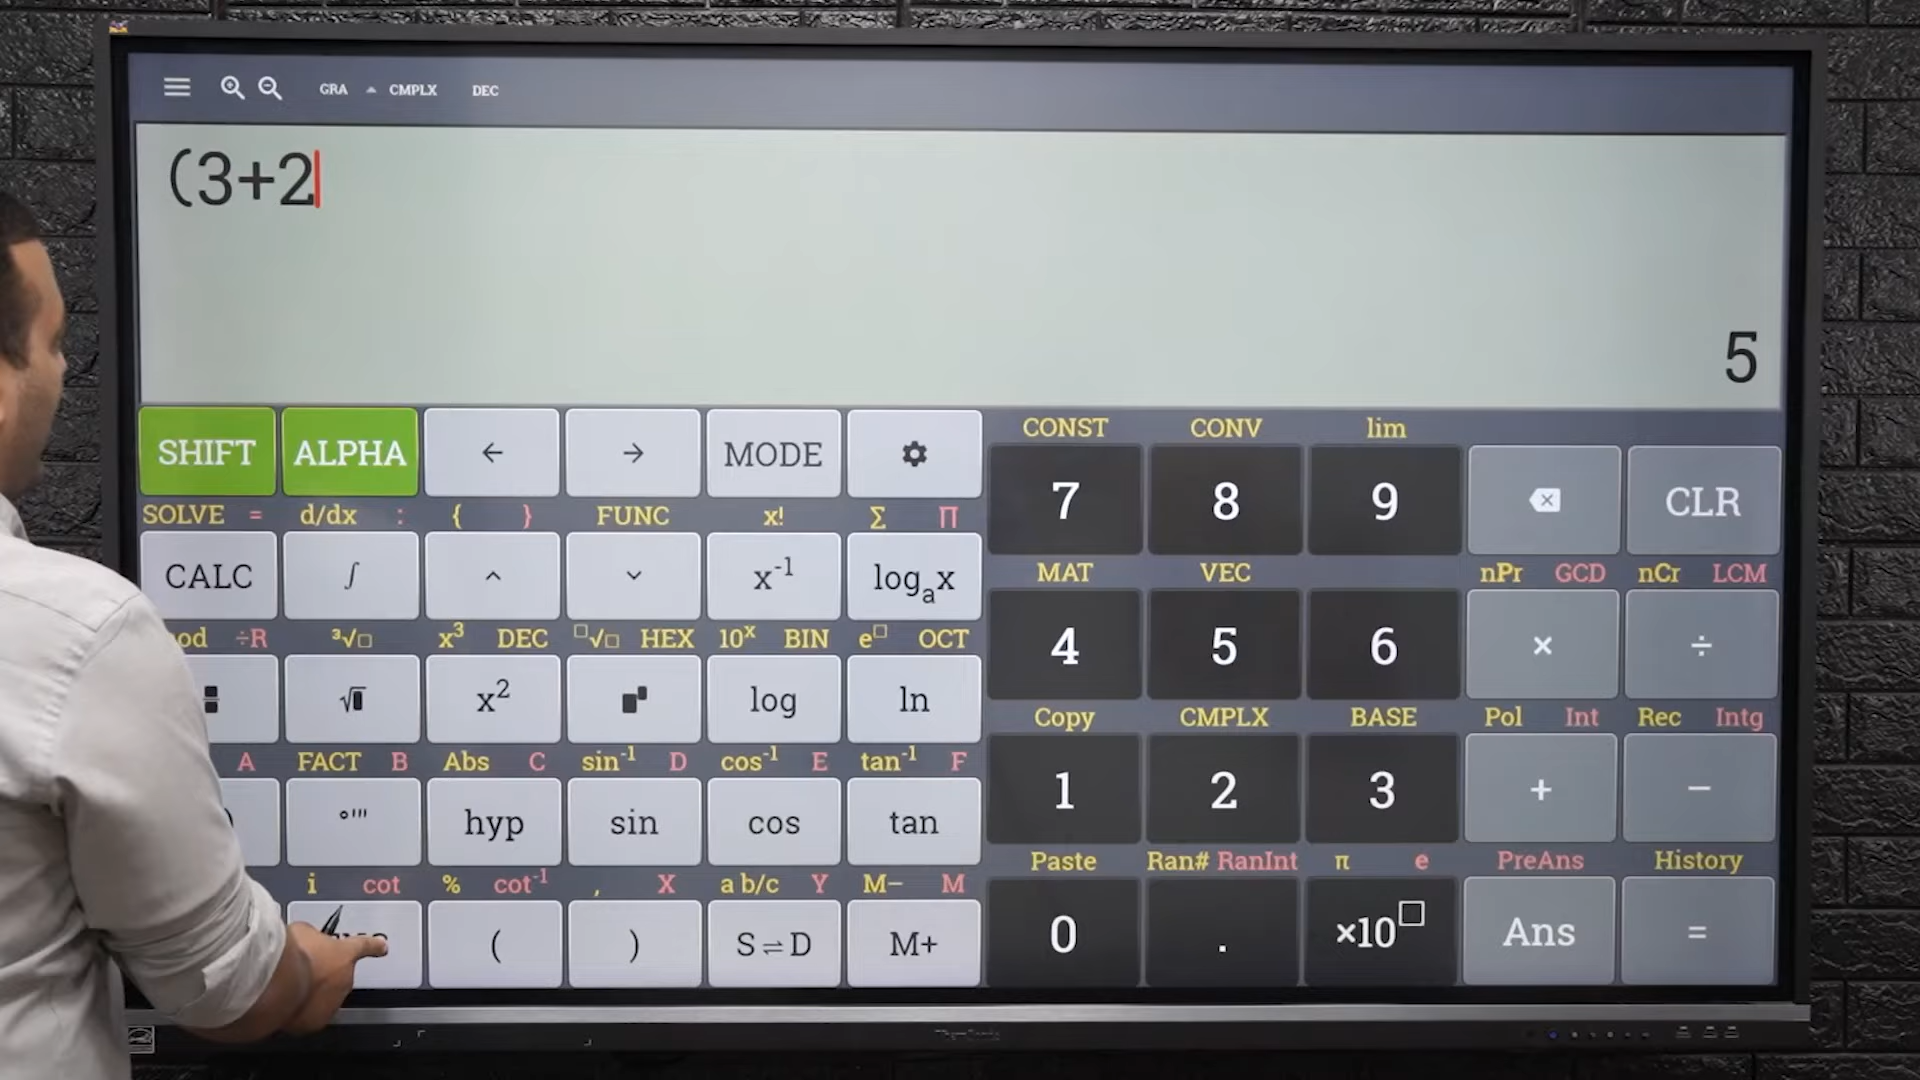 GRA CMPLX DEC
(3+2
5
SHIFT ALPHA ← → MODE
CONST CONV lim
7 8 9 CLR
SOLVE = d/dx : { } FUNC x! Σ Π
CALC ∫ ^ ⌄ x⁻¹ logₐx
MAT VEC nPr GCD nCr LCM
4 5 6 × ÷
÷R ³√□ x³ DEC □√□ HEX 10ˣ BIN e□ OCT
√ x² log ln
Copy CMPLX BASE Pol Int Rec Intg
1 2 3 + −
A FACT B Abs C sin⁻¹ D cos⁻¹ E tan⁻¹ F
°''' hyp sin cos tan
Paste Ran# RanInt π e PreAns History
0 . ×10□ Ans =
i cot % cot⁻¹ , X a b/c Y M− M
( ) S⇌D M+